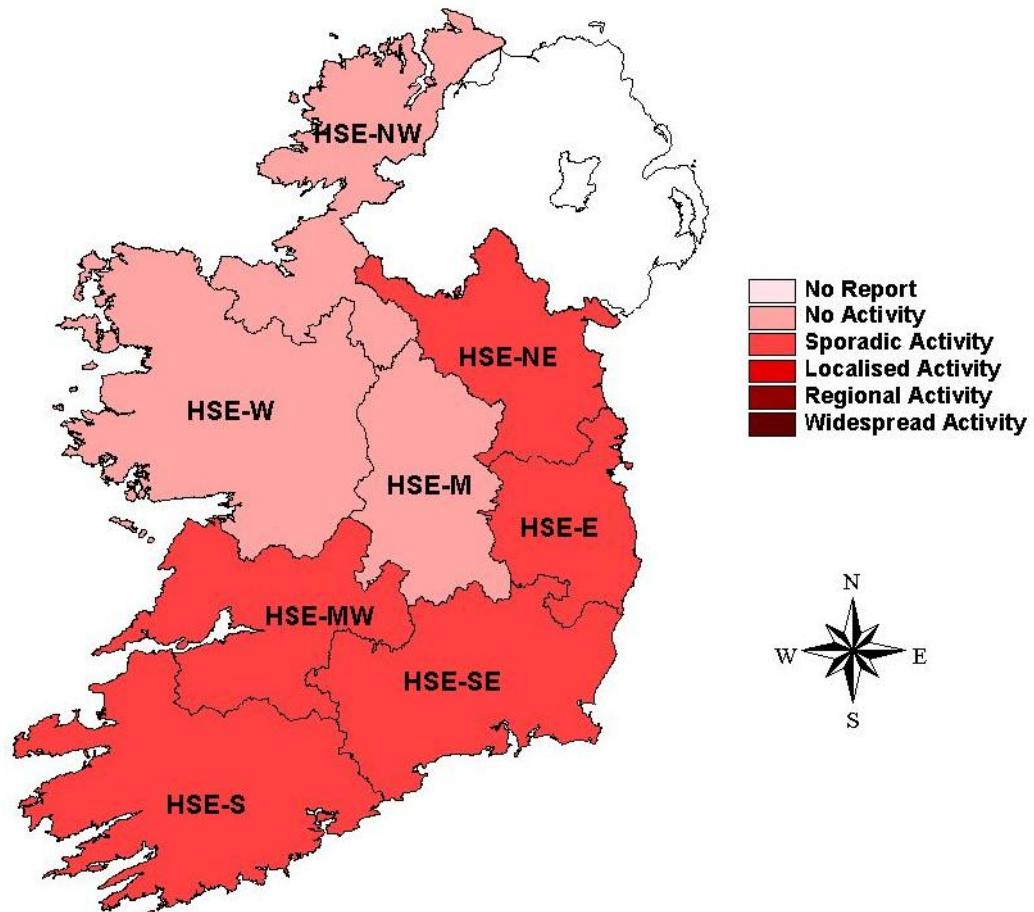 HSE-NW
No Report
No Activity
Sporadic Activity
Localised Activity
Regional Activity
Widespread Activity
HSE-NE
HSE-W
HSE-M
HSE-E
HSE-MW
HSE-SE
HSE-S
N
W
E
S